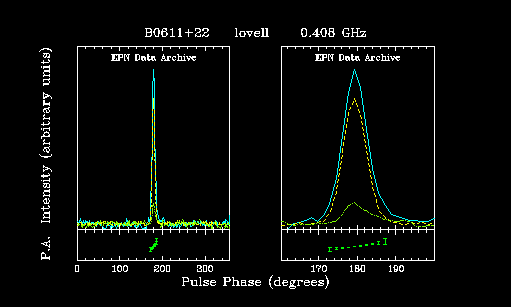 B0611+22 lovell 0.408 GHz
EPN Data Archive EPN Data Archive
P.A. Intensity (arbitrary units)
0 100 200 300 170 180 190
Pulse Phase (degrees)